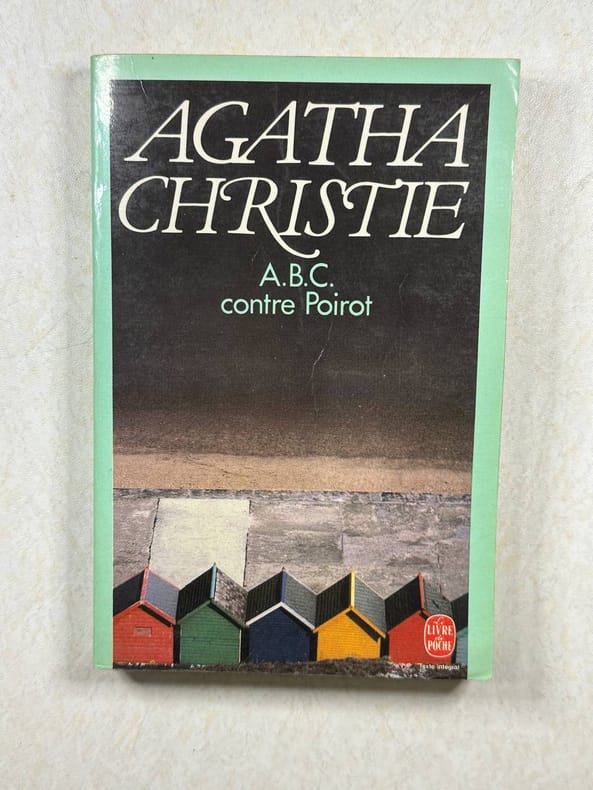 AGATHA
CHRISTIE
A.B.C.
contre Poirot
Le
LIVRE
de
POCHE
Texte intégral